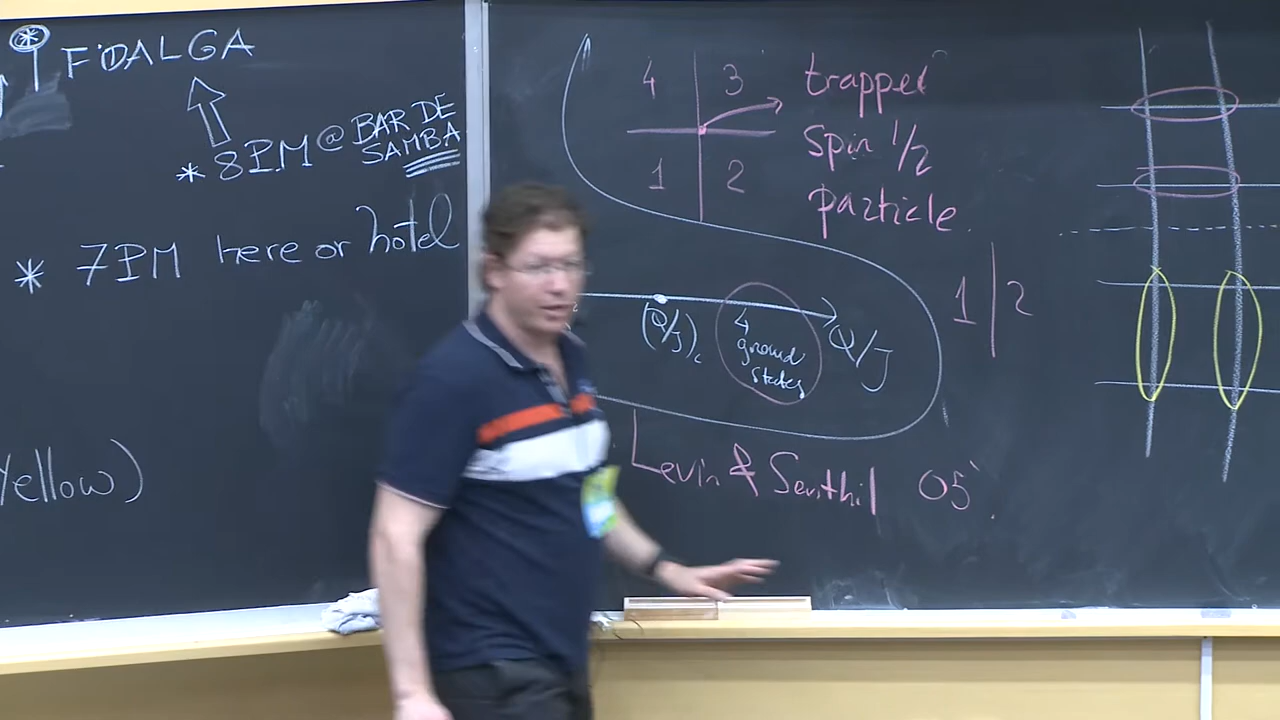 * FIDALGA
* 8PM @ BAR DE
SAMBA
* 7PM here or hotel
Yellow)
4 3
1 2
trapped
spin 1/2
particle.
(Q/J)c
4
ground
states
Q/J
1 | 2
Levin & Senthil 05'.